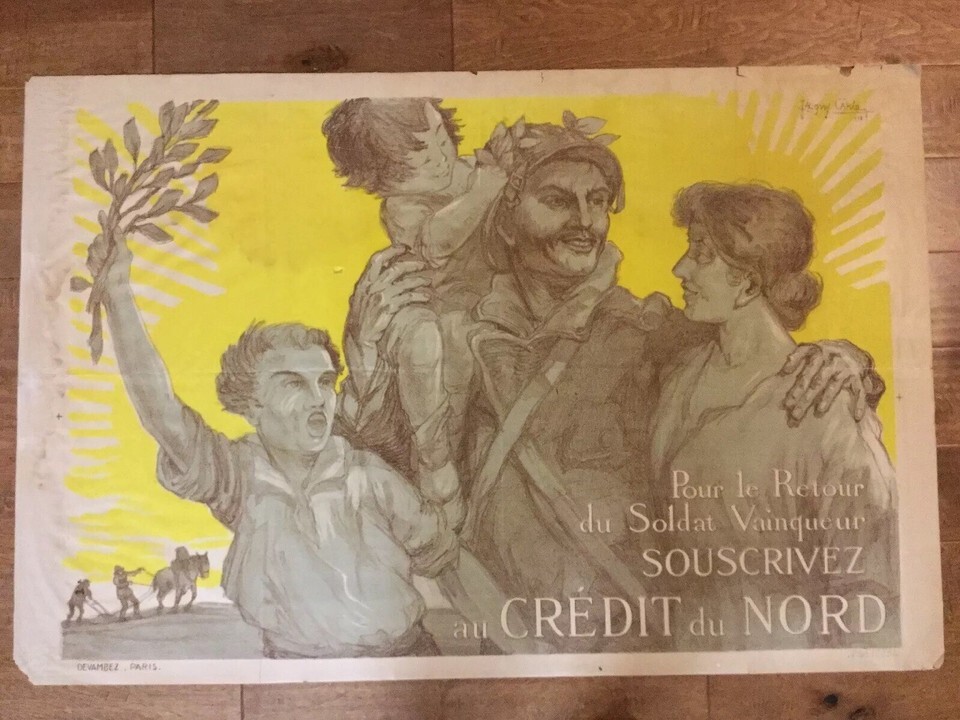 Pour le Retour
du Soldat Vainqueur
SOUSCRIVEZ
au CRÉDIT du NORD
DEVAMBEZ . PARIS.